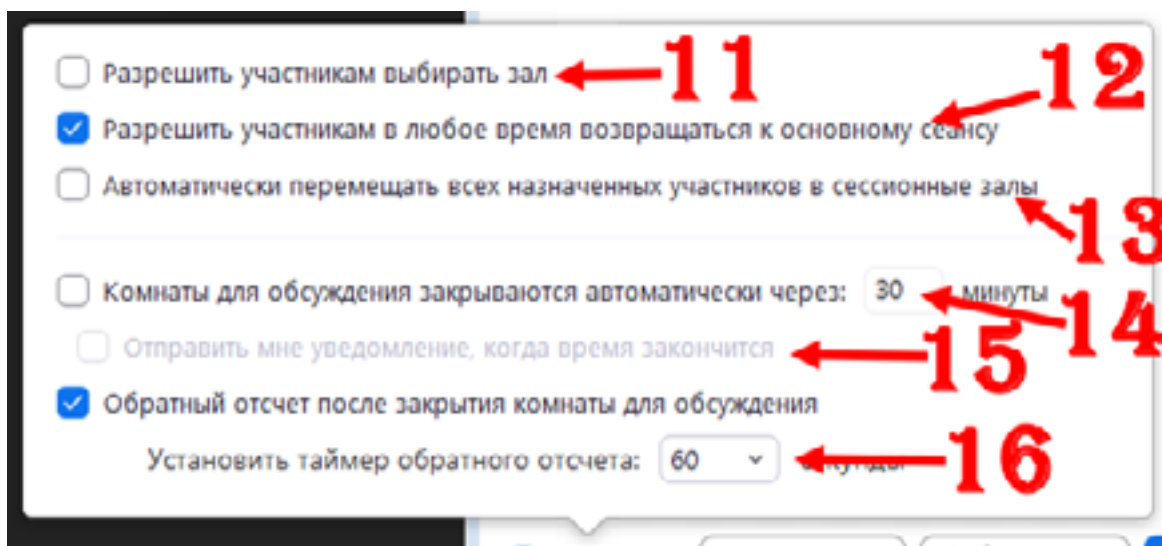 Разрешить участникам выбирать зал 11
12
Разрешить участникам в любое время возвращаться к основному сеансу
Автоматически перемещать всех назначенных участников в сессионные залы
13
Комнаты для обсуждения закрываются автоматически через: 30 минуты
14
Отправить мне уведомление, когда время закончится 15
Обратный отсчет после закрытия комнаты для обсуждения
Установить таймер обратного отсчета: 60 секунды 16